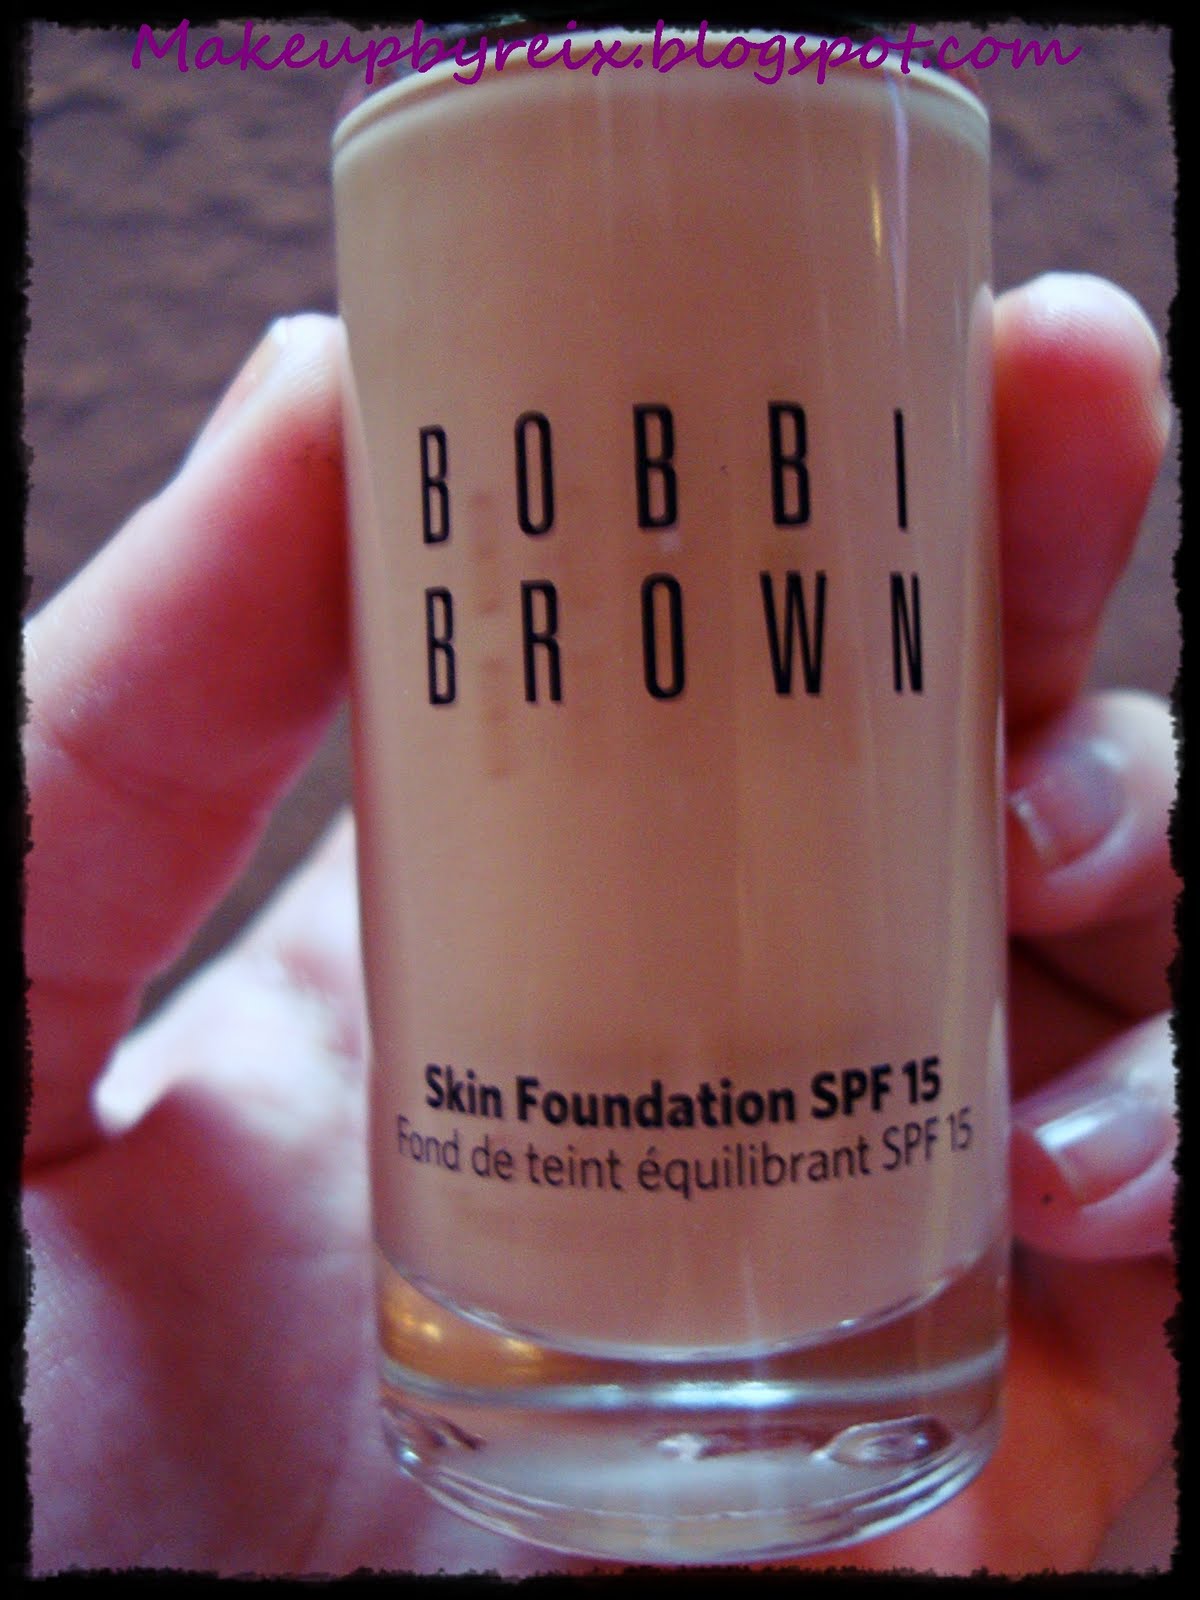 Makeupbyreix.blogspot.com
BOBBI
BROWN
Skin Foundation SPF 15
Fond de teint équilibrant SPF 15